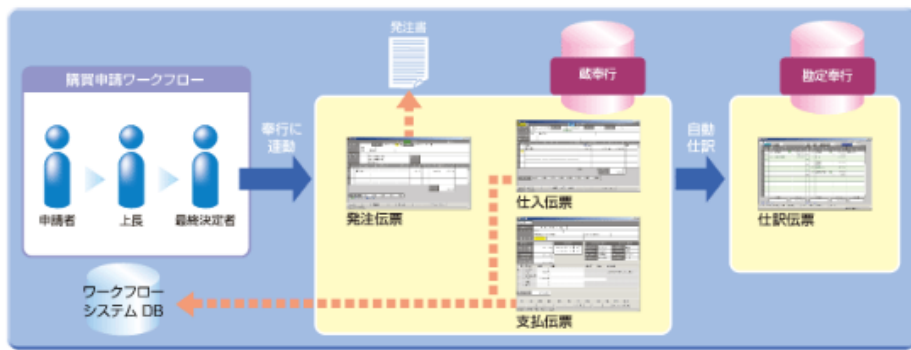 発注書
蔵奉行
勘定奉行
購買申請ワークフロー
奉行に
連動
自動
仕訳
申請者
上長
最終決定者
発注伝票
仕入伝票
仕訳伝票
支払伝票
ワークフロー
システム DB